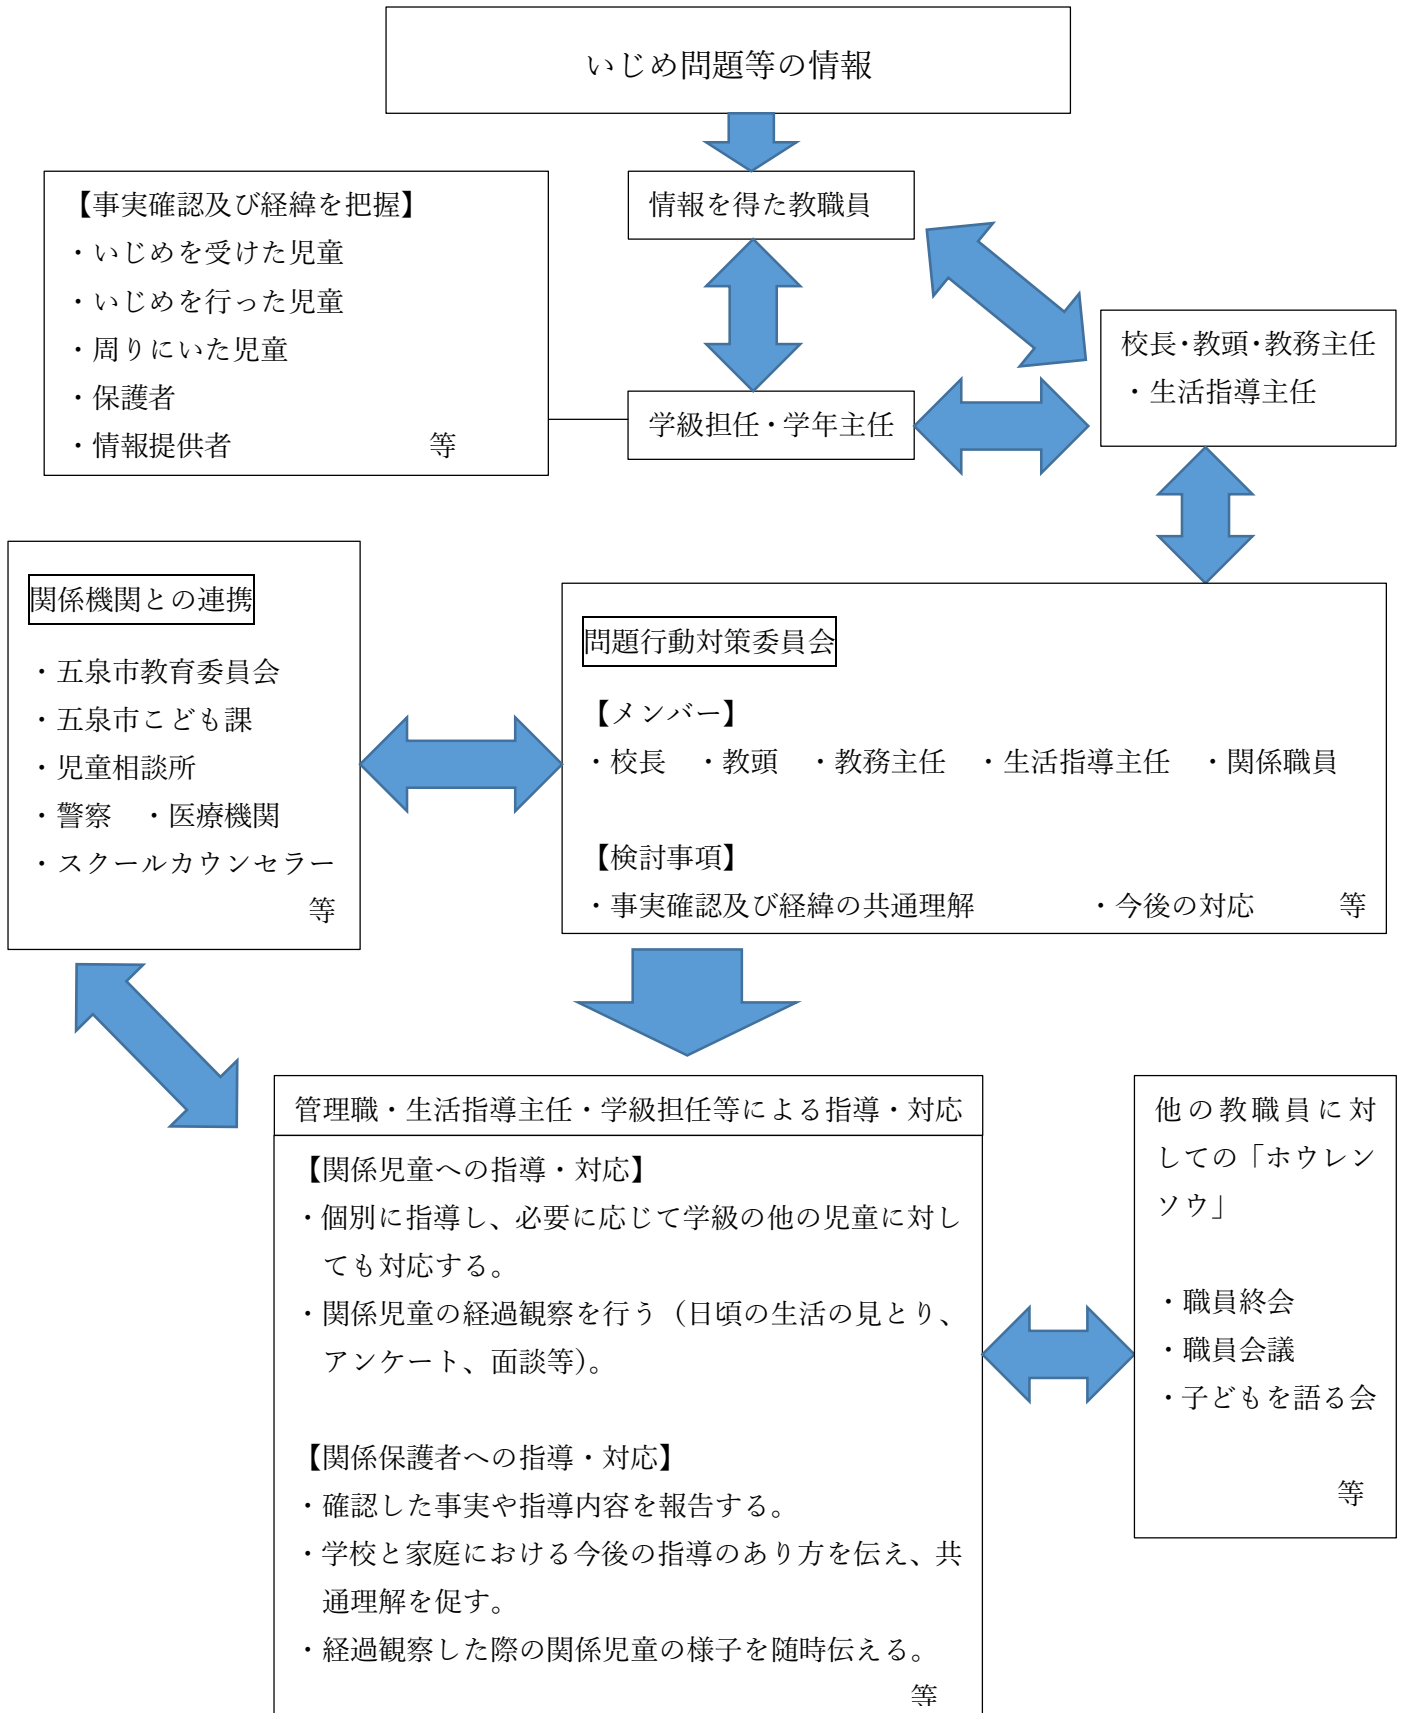 いじめ問題等の情報
情報を得た教職員
【事実確認及び経緯を把握】
・いじめを受けた児童
・いじめを行った児童
・周りにいた児童
・保護者
・情報提供者　　　　　　　等
学級担任・学年主任
校長・教頭・教務主任
・生活指導主任
関係機関との連携
・五泉市教育委員会
・五泉市こども課
・児童相談所
・警察　・医療機関
・スクールカウンセラー
等
問題行動対策委員会
【メンバー】
・校長　・教頭　・教務主任　・生活指導主任　・関係職員
【検討事項】
・事実確認及び経緯の共通理解　　　　・今後の対応　　　等
管理職・生活指導主任・学級担任等による指導・対応
【関係児童への指導・対応】
・個別に指導し、必要に応じて学級の他の児童に対し
ても対応する。
・関係児童の経過観察を行う（日頃の生活の見とり、
アンケート、面談等）。
【関係保護者への指導・対応】
・確認した事実や指導内容を報告する。
・学校と家庭における今後の指導のあり方を伝え、共
通理解を促す。
・経過観察した際の関係児童の様子を随時伝える。
等
他の教職員に対
しての「ホウレン
ソウ」
・職員終会
・職員会議
・子どもを語る会
等